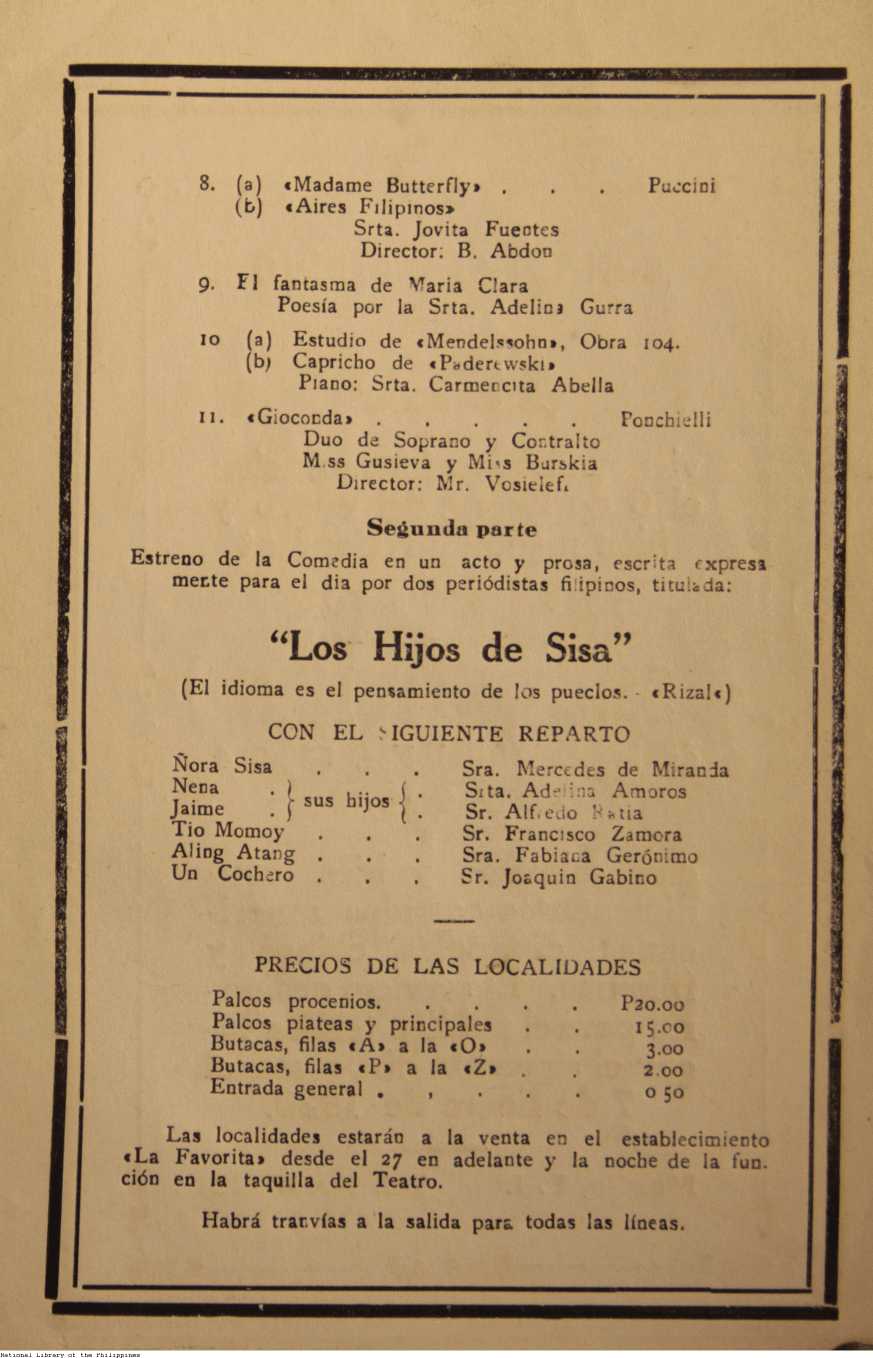 8. (a) «Madame Butterfly» . . . Puccini
(b) «Aires Filipinos»
Srta. Jovita Fuentes
Director: B. Abdon
9. El fantasma de Maria Clara
Poesía por la Srta. Adelina Gurra
10 (a) Estudio de «Mendelssohn», Obra 104.
(b) Capricho de «Paderewski»
Piano: Srta. Carmencita Abella
11. «Gioconda» . . . . . Ponchielli
Duo de Soprano y Contralto
Miss Gusieva y Miss Burskia
Director: Mr.
Segunda parte
Estreno de la Comedia en un acto y prosa, escrita expresa
mente para el dia por dos periódistas filipinos, titulada:
"Los Hijos de Sisa"
(El idioma es el pensamiento de los pueclos. - «Rizal«)
CON EL SIGUIENTE REPARTO
Ñora Sisa . . . Sra. Mercedes de Miranda
Nena . } sus hijos { . Srta. Adelina Amoros
Jaime . } { . Sr. Alfredo Ratia
Tio Momoy . . . Sr. Francisco Zamora
Aling Atang . . . Sra. Fabiana Gerónimo
Un Cochero . . . Sr. Joaquin Gabino
PRECIOS DE LAS LOCALIDADES
Palcos procenios. . . . . P20.00
Palcos piateas y principales . . 15.00
Butacas, filas «A» a la «O» . . 3.00
Butacas, filas «P» a la «Z» . . 2.00
Entrada general . , . . . 0 50
Las localidades estarán a la venta en el establecimiento
«La Favorita» desde el 27 en adelante y la noche de la fun.
ción en la taquilla del Teatro.
Habrá tranvías a la salida para todas las líneas.
National Library of the Philippines